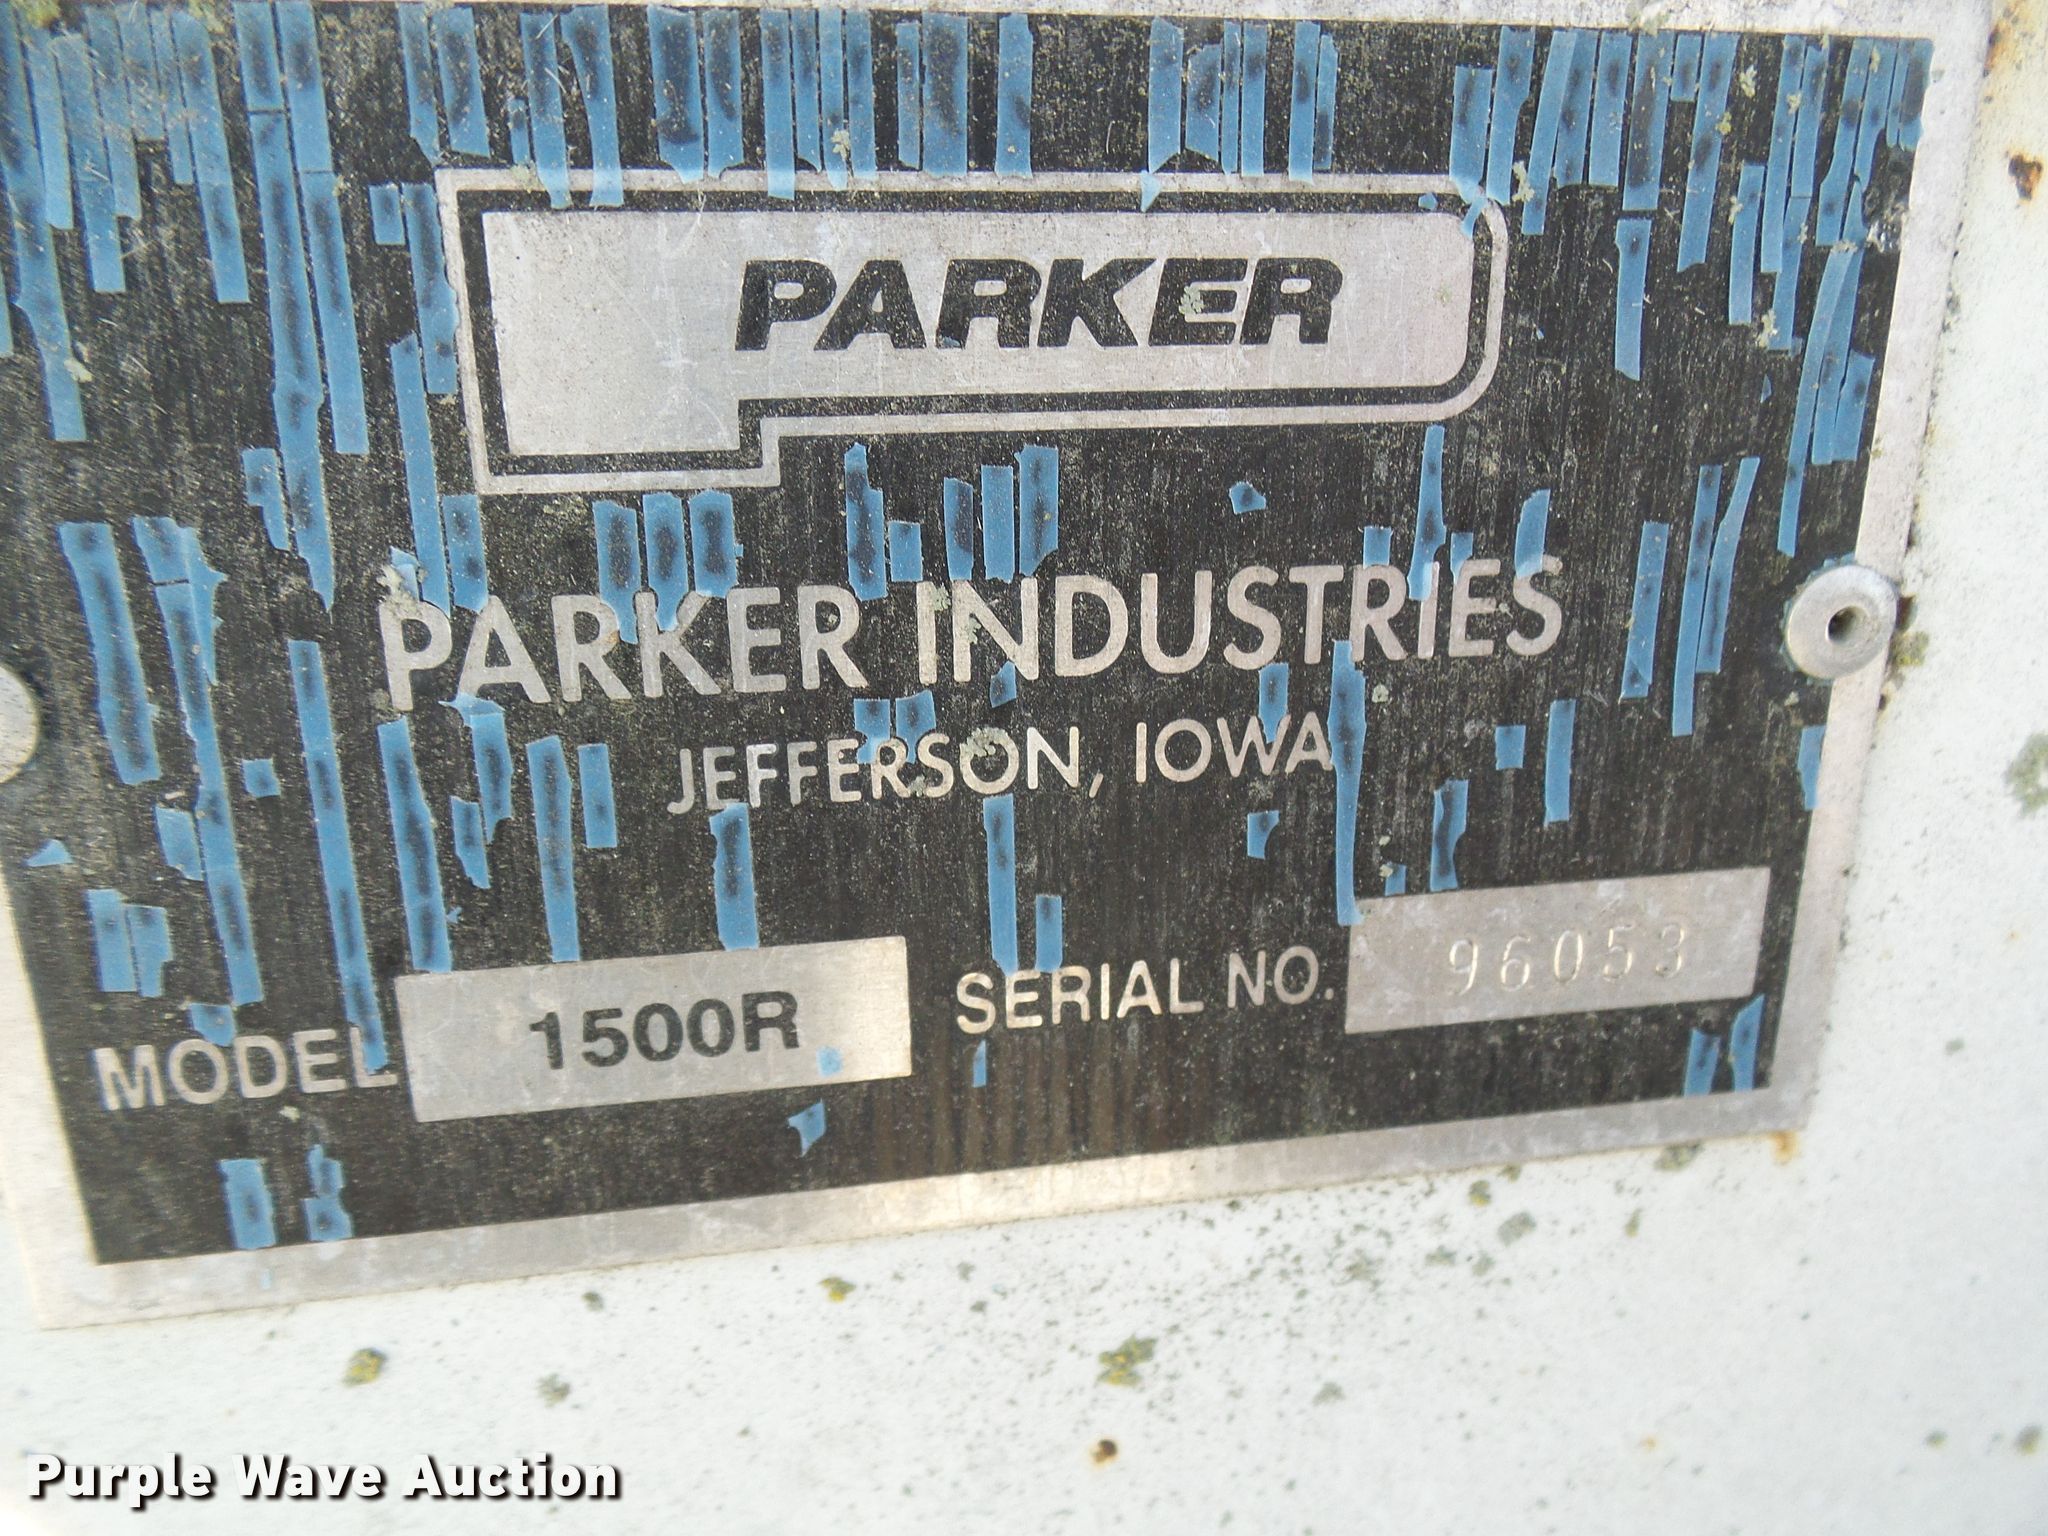 PARKER
PARKER INDUSTRIES
JEFFERSON, IOWA
MODEL 1500R SERIAL NO. 96053
Purple Wave Auction